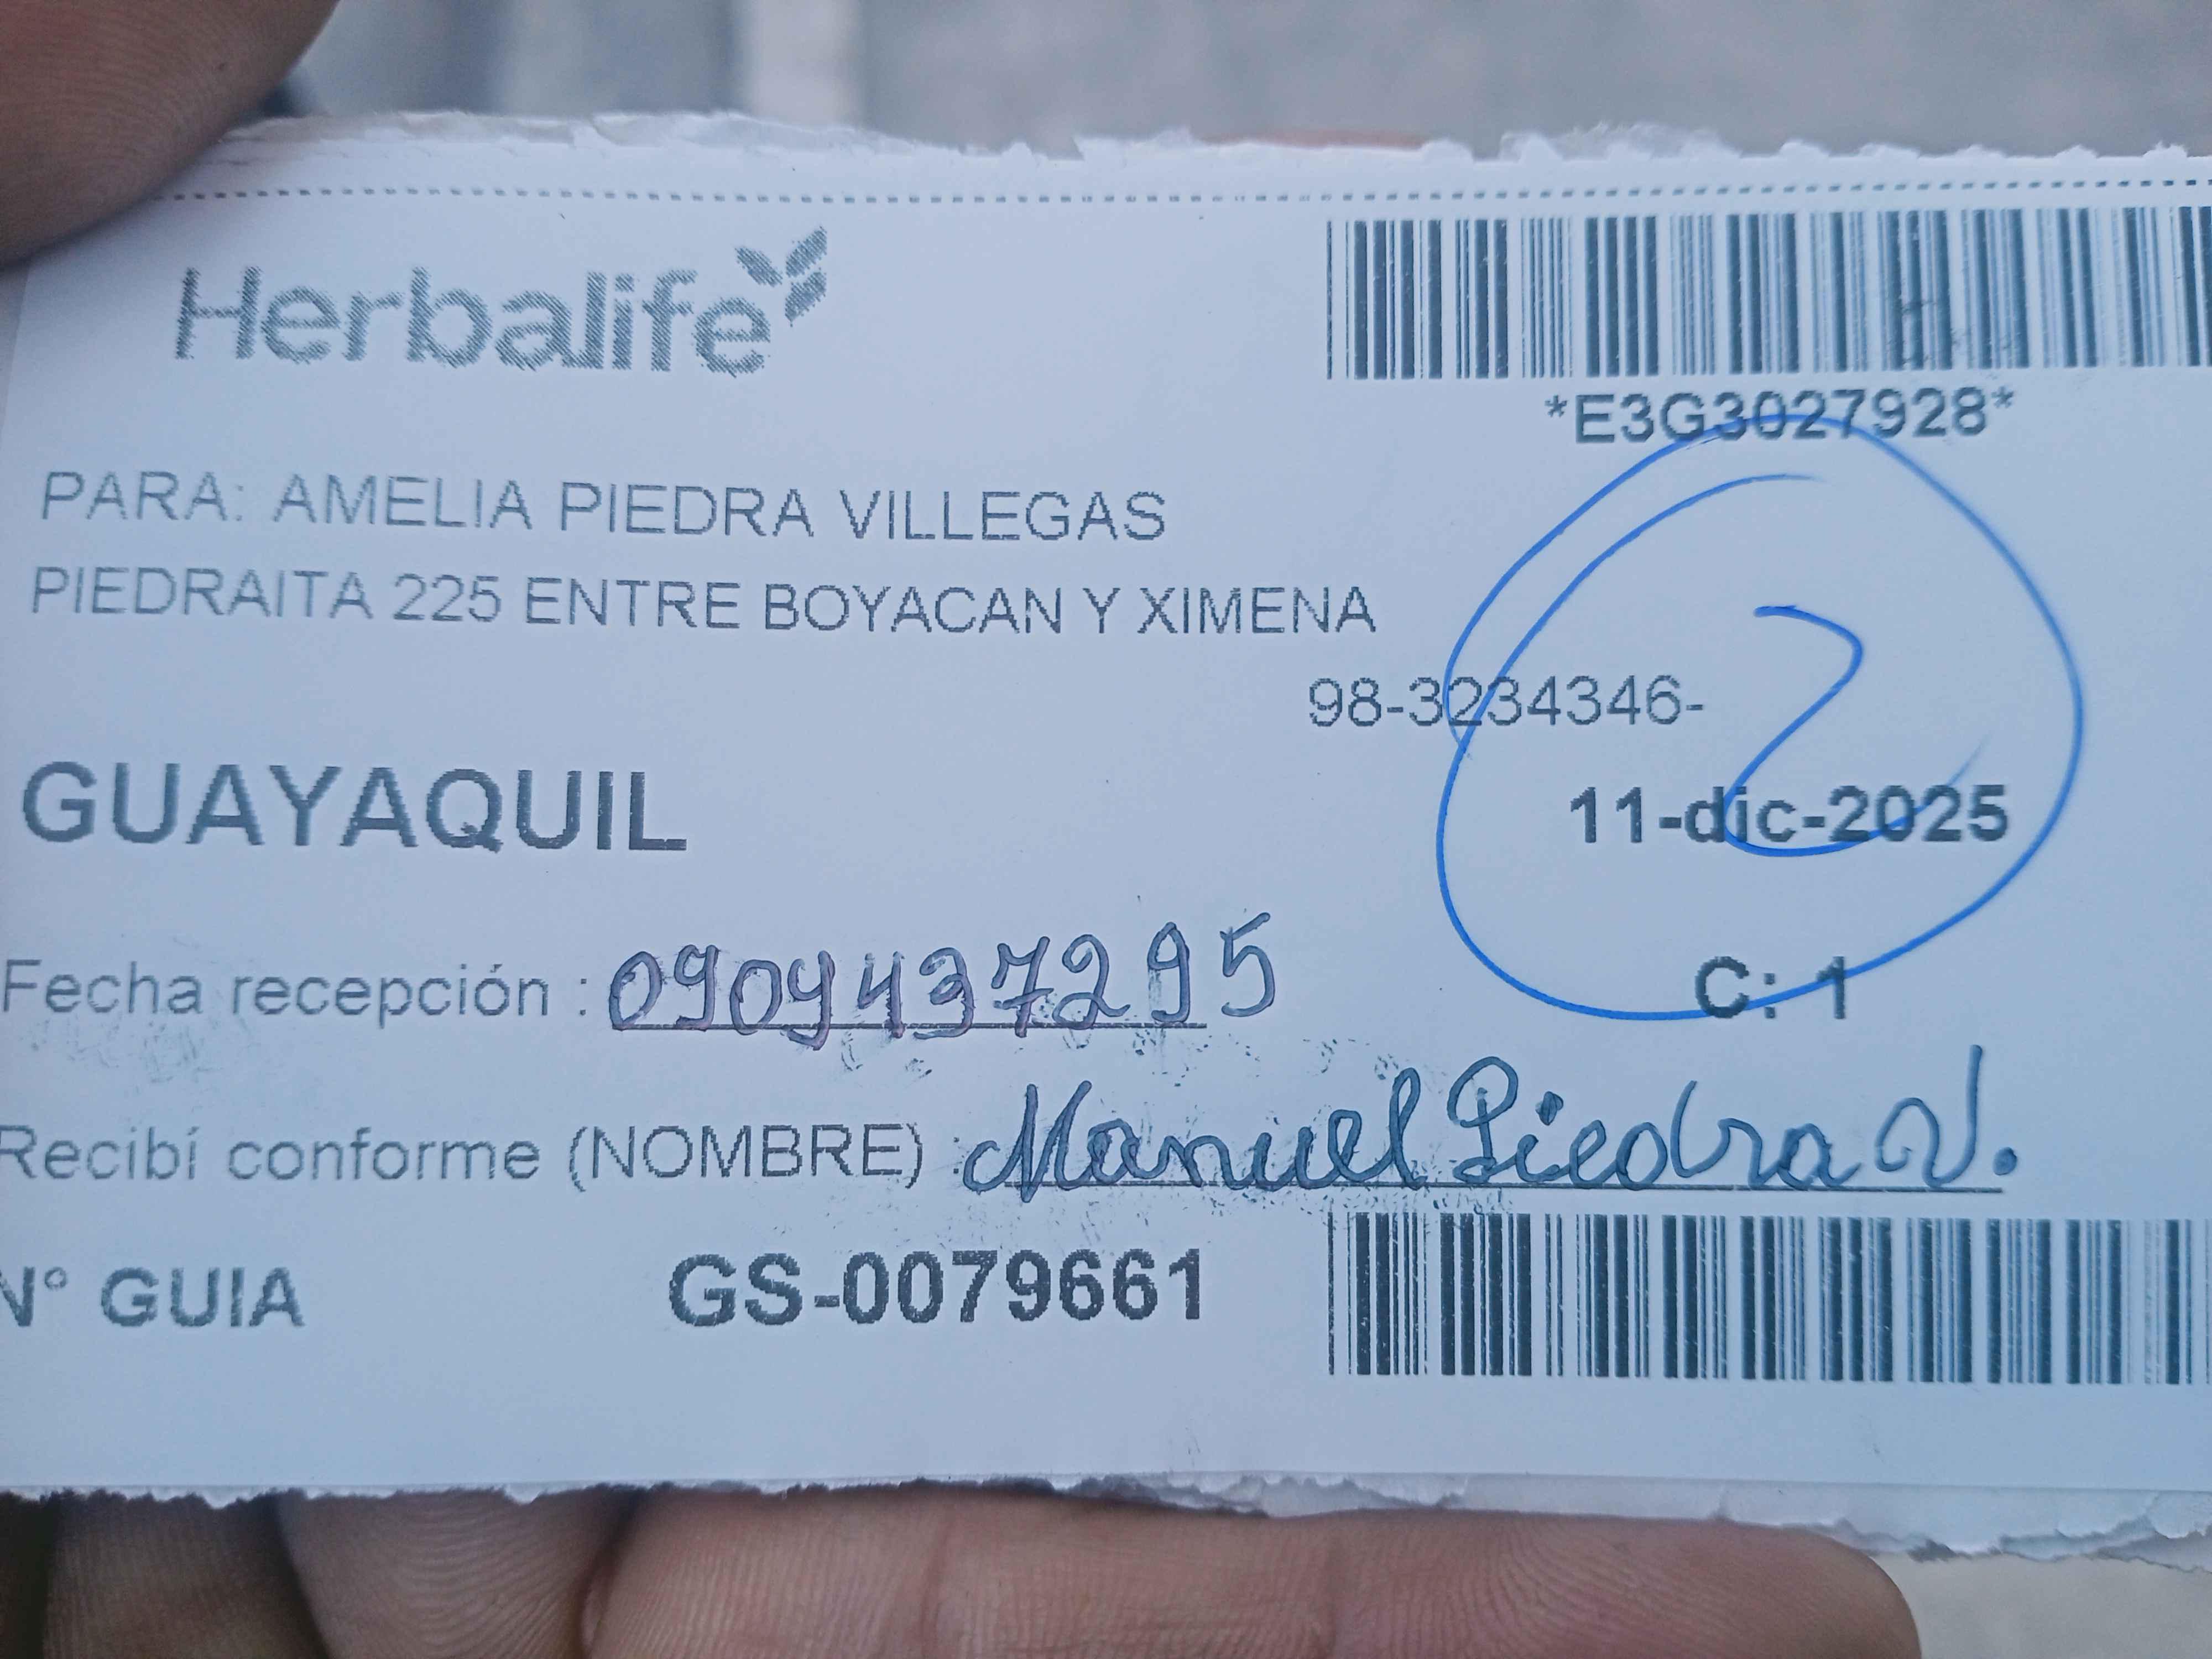 Herbalife
*E3G3027928*
PARA: AMELIA PIEDRA VILLEGAS
PIEDRAITA 225 ENTRE BOYACAN Y XIMENA
98-3234346-
2
GUAYAQUIL
11-dic-2025
Fecha recepción : 0909437295
C: 1
Recibí conforme (NOMBRE) : Manuel Piedra V.
N° GUIA GS-0079661